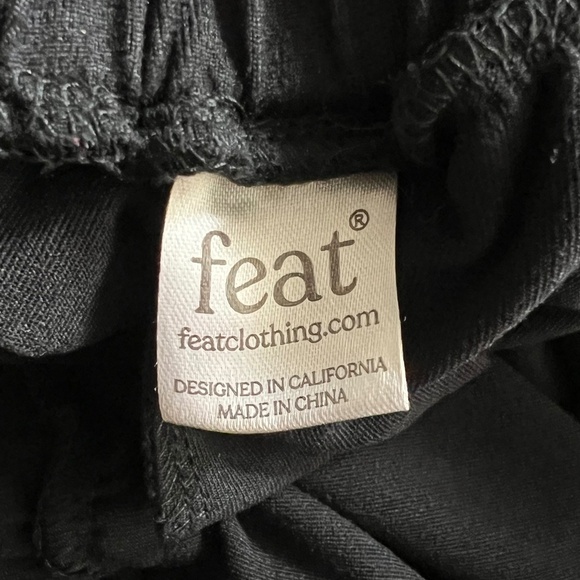 feat®
featclothing.com
DESIGNED IN CALIFORNIA
MADE IN CHINA